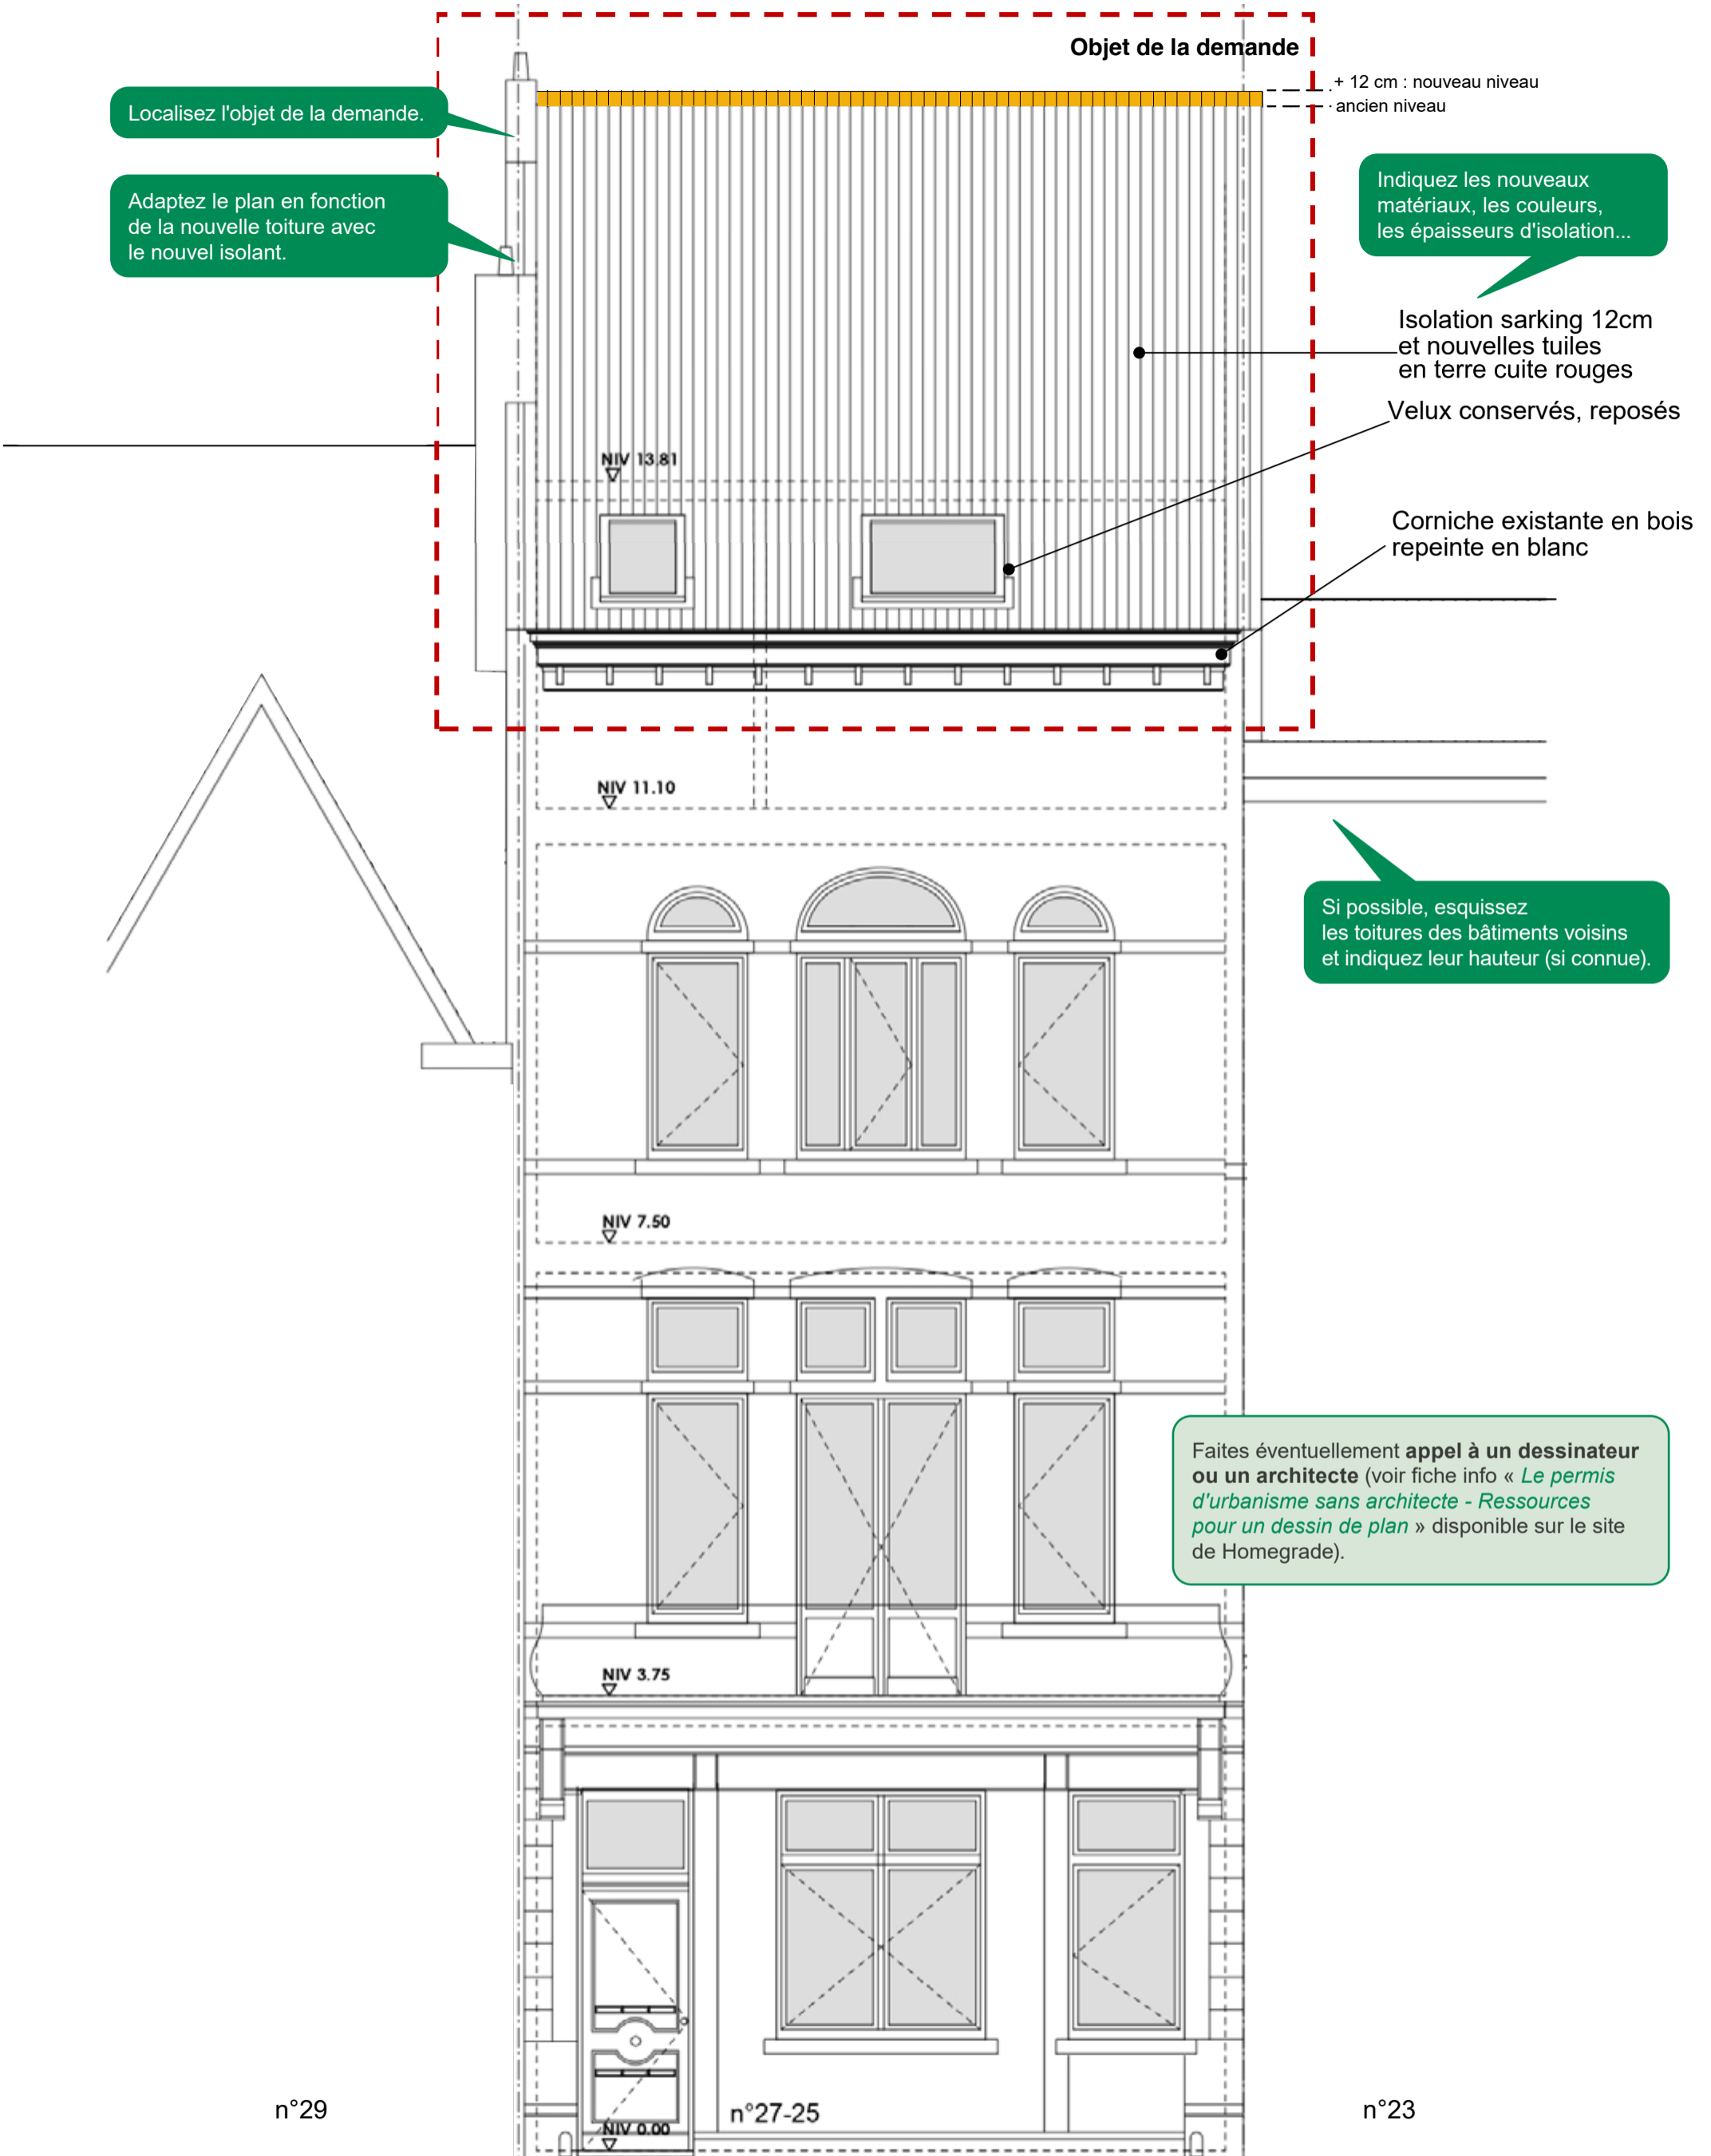 Objet de la demande
+ 12 cm : nouveau niveau
ancien niveau
Localisez l'objet de la demande.
Adaptez le plan en fonction
de la nouvelle toiture avec
le nouvel isolant.
Indiquez les nouveaux
matériaux, les couleurs,
les épaisseurs d'isolation...
Isolation sarking 12cm
et nouvelles tuiles
en terre cuite rouges
Velux conservés, reposés
NIV 13.81
Corniche existante en bois
repeinte en blanc
NIV 11.10
Si possible, esquissez
les toitures des bâtiments voisins
et indiquez leur hauteur (si connue).
NIV 7.50
Faites éventuellement appel à un dessinateur
ou un architecte (voir fiche info « Le permis
d'urbanisme sans architecte - Ressources
pour un dessin de plan » disponible sur le site
de Homegrade).
NIV 3.75
n°29
n°27-25
n°23
NIV 0.00